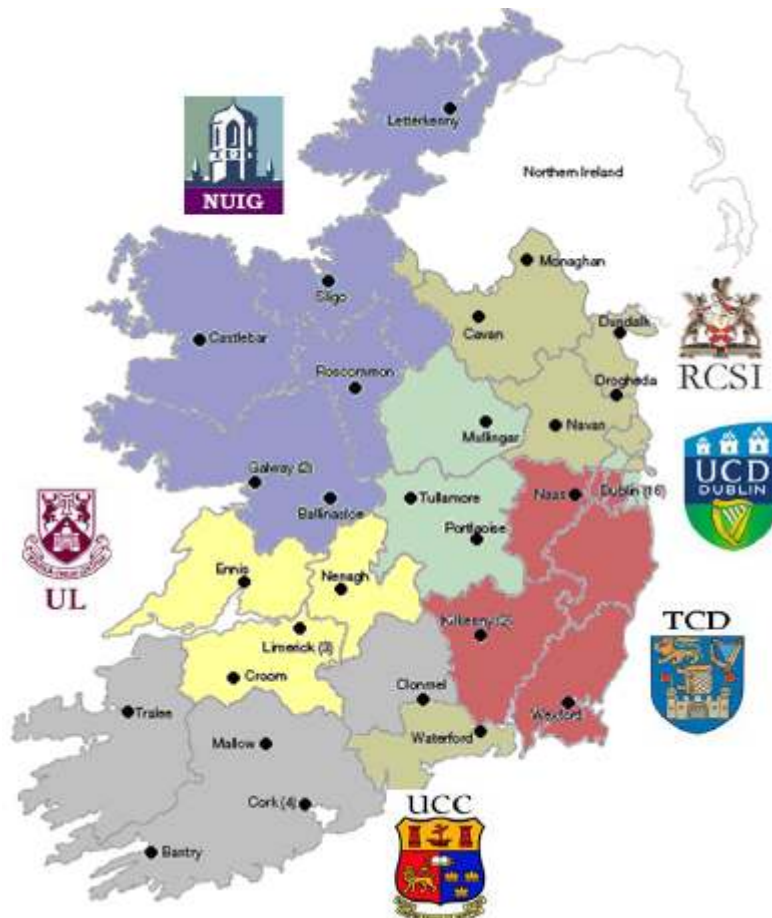 Letterkenny
NUIG
Northern Ireland
Monaghan
Sligo
Cavan
Dundalk
Castlebar
RCSI
Roscommon
Drogheda
Mullingar
Navan
UCD
DUBLIN
Galway (2)
Naas
Dublin (16)
Ballinasloe
Tullamore
Portlaoise
UL
Ennis
Nenagh
TCD
Kilkenny (2)
Limerick (3)
Croom
Clonmel
Wexford
Tralee
Waterford
Mallow
UCC
Cork (4)
Bantry